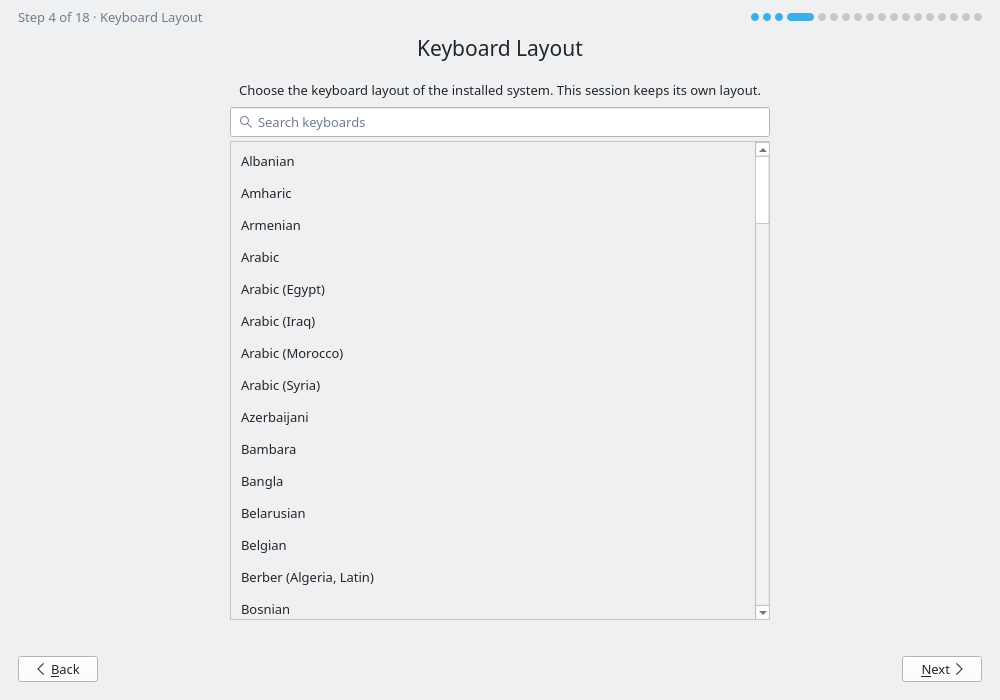 Step 4 of 18 · Keyboard Layout
Keyboard Layout
Choose the keyboard layout of the installed system. This session keeps its own layout.
Search keyboards
Albanian
Amharic
Armenian
Arabic
Arabic (Egypt)
Arabic (Iraq)
Arabic (Morocco)
Arabic (Syria)
Azerbaijani
Bambara
Bangla
Belarusian
Belgian
Berber (Algeria, Latin)
Bosnian
Back
Next